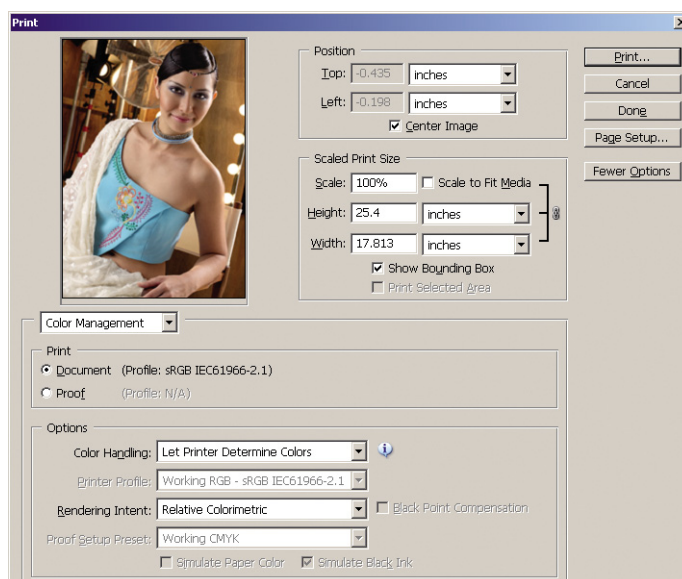 Print
Position
Top: -0.435 inches
Left: -0.198 inches
Center Image
Scaled Print Size
Scale: 100% Scale to Fit Media
Height: 25.4 inches
Width: 17.813 inches
Show Bounding Box
Print Selected Area
Print...
Cancel
Done
Page Setup...
Fewer Options
Color Management
Print
Document (Profile: sRGB IEC61966-2.1)
Proof (Profile: N/A)
Options
Color Handling: Let Printer Determine Colors
Printer Profile: Working RGB - sRGB IEC61966-2.1
Rendering Intent: Relative Colorimetric Black Point Compensation
Proof Setup Preset: Working CMYK
Simulate Paper Color Simulate Black Ink